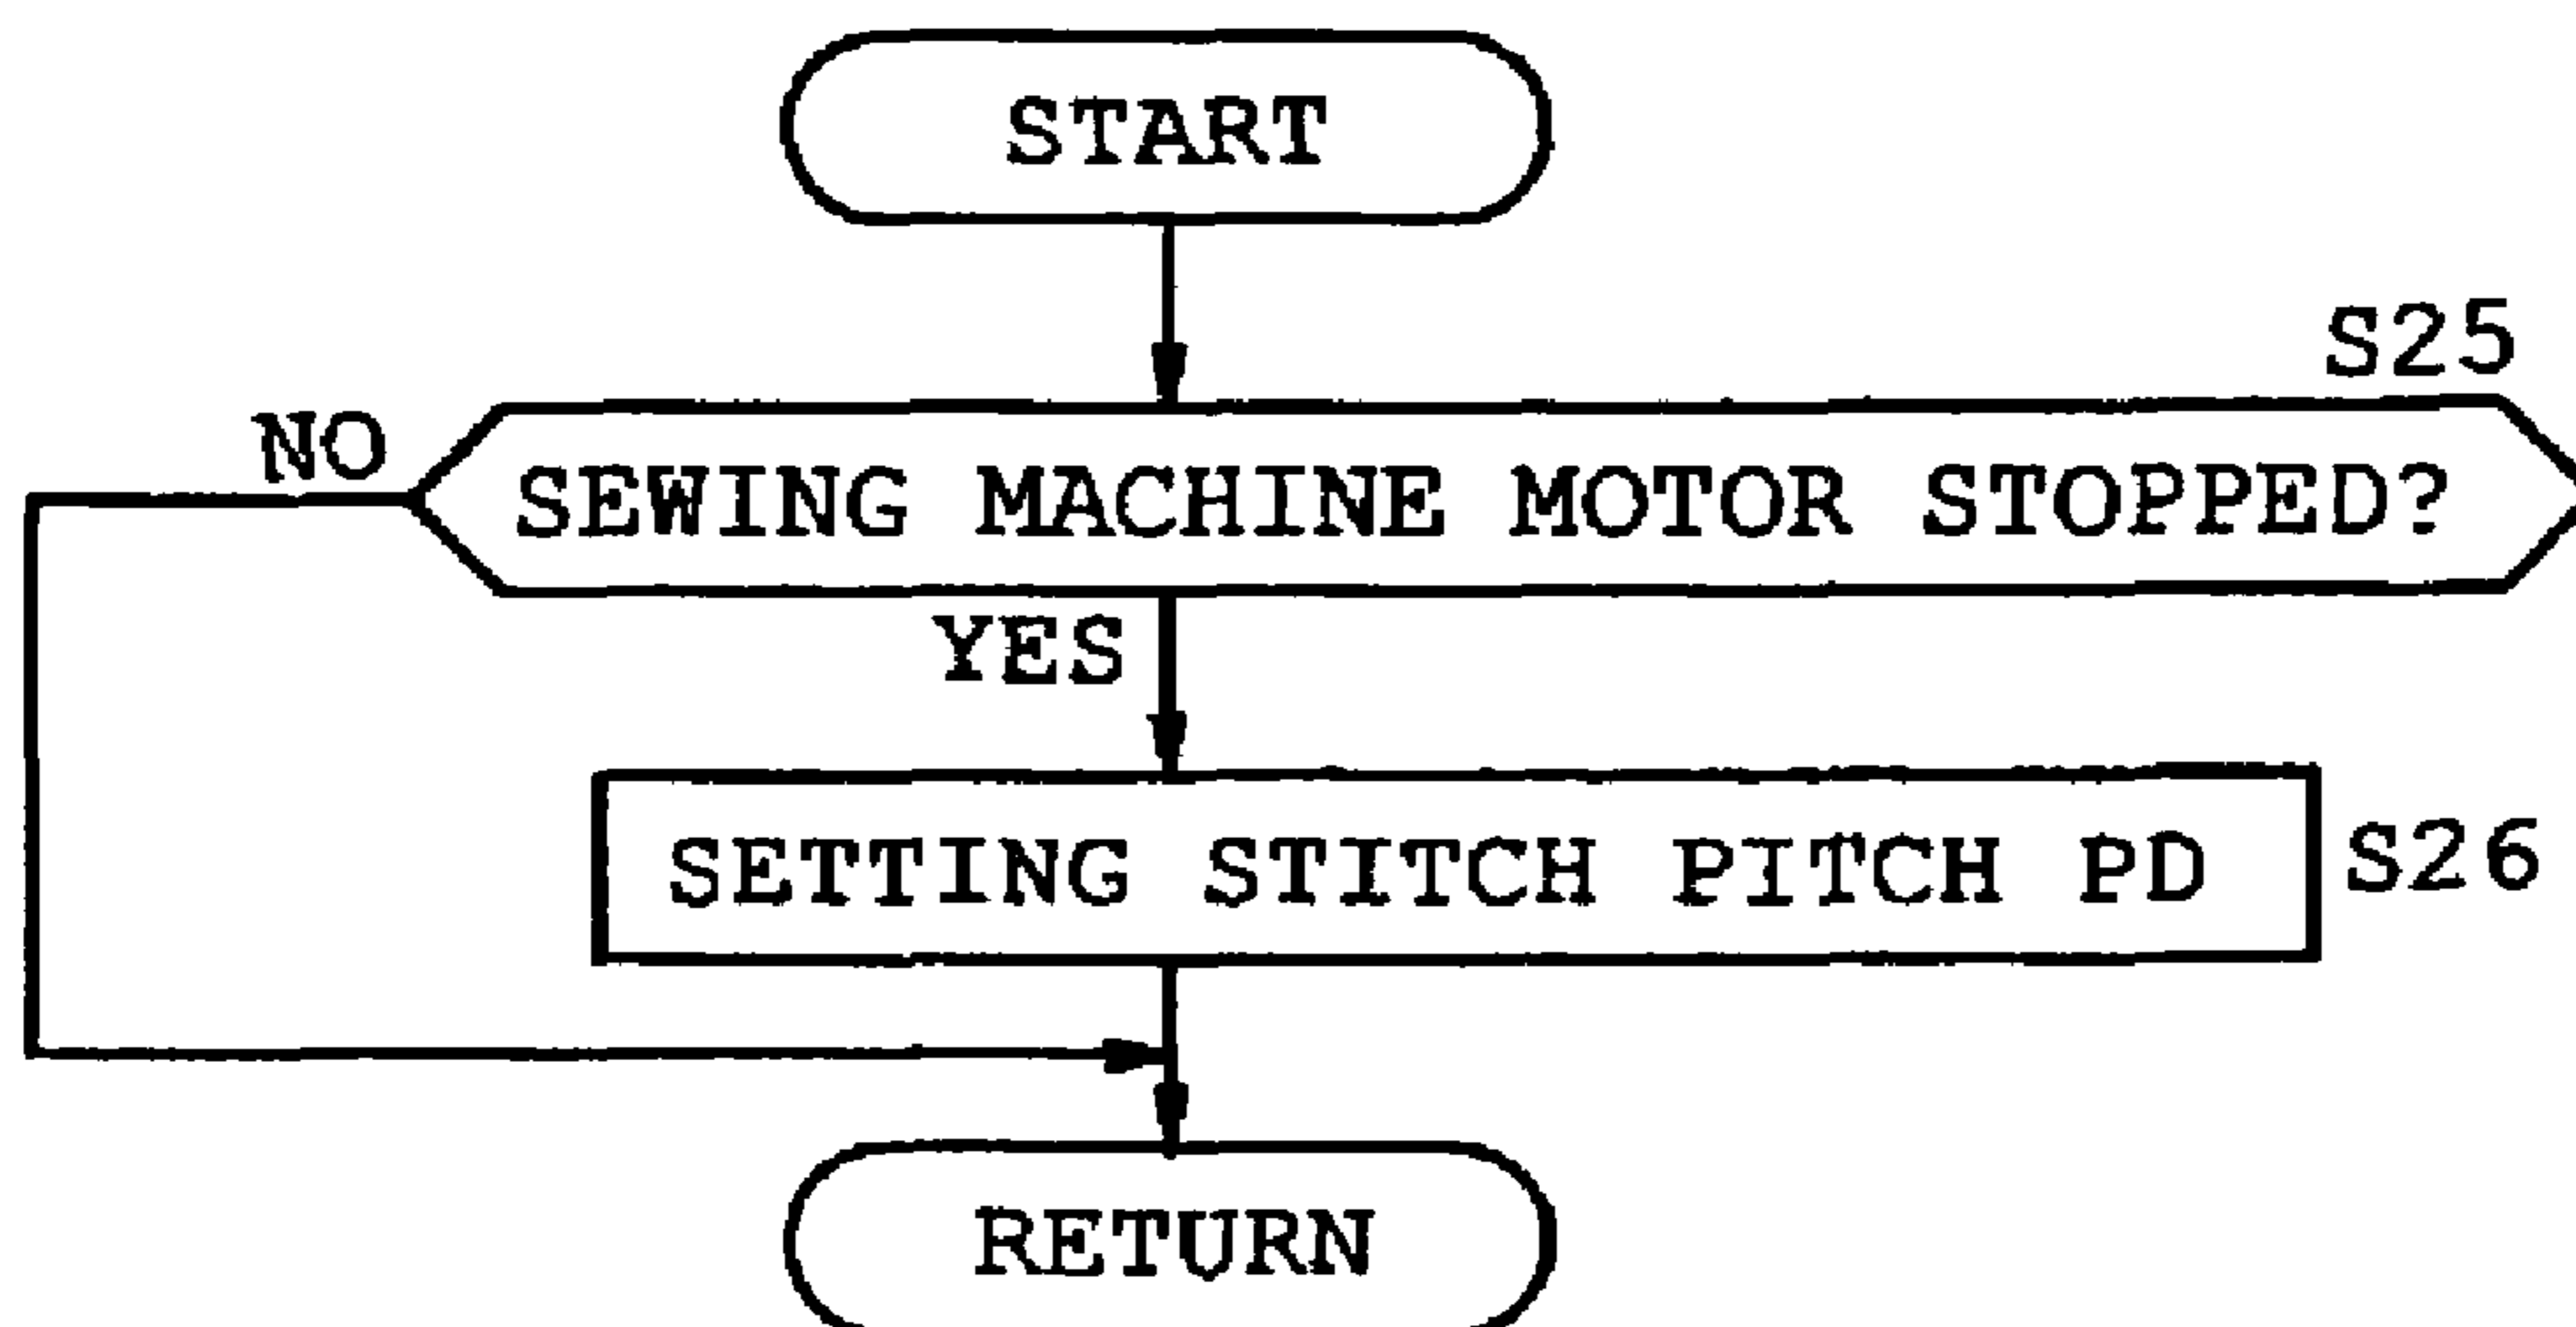 START
S25
NO
SEWING MACHINE MOTOR STOPPED?
YES
SETTING STITCH PITCH PD
S26
RETURN